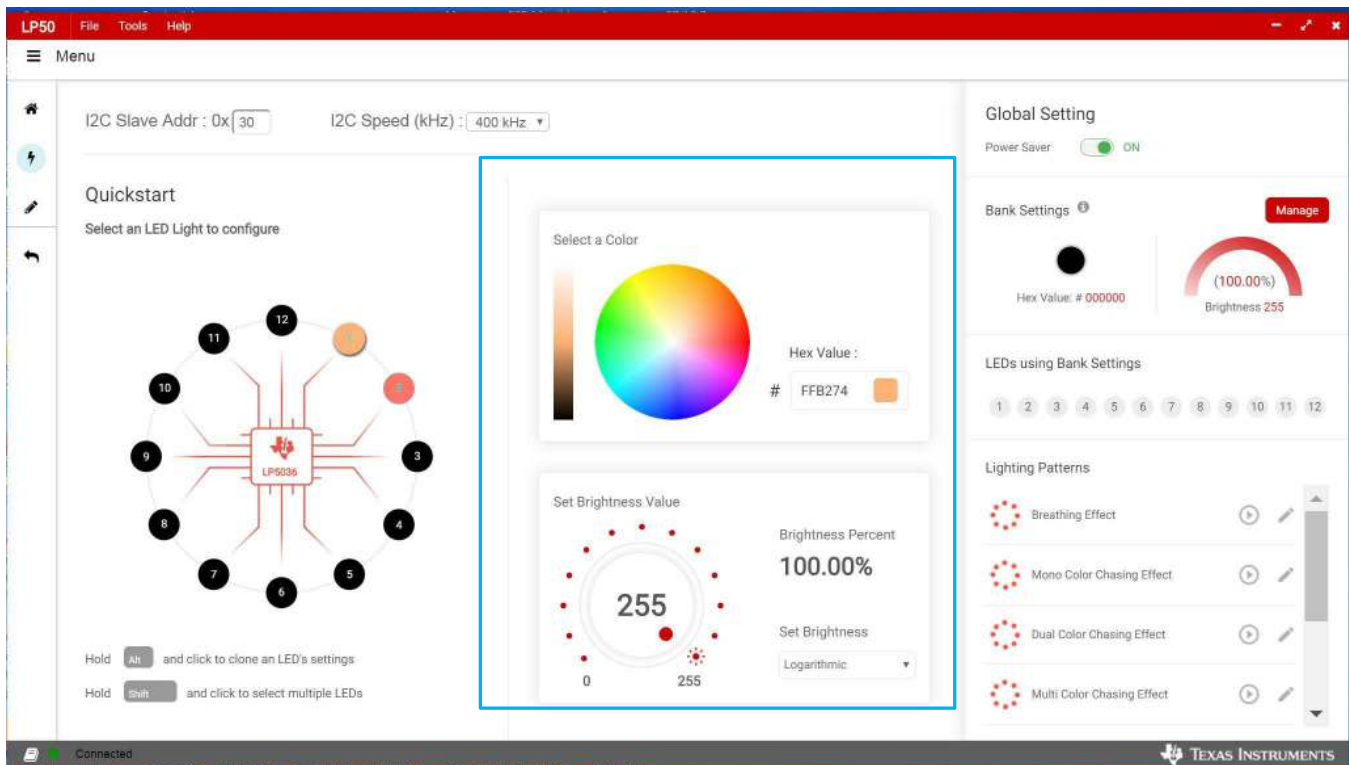 LP50 File Tools Help
Menu
I2C Slave Addr : 0x 30 I2C Speed (kHz) : 400 kHz
Quickstart
Select an LED Light to configure
12
11
1
10
2
9
3
LP5036
8
4
7
5
6
Hold Alt and click to clone an LED's settings
Hold Shift and click to select multiple LEDs
Select a Color
Hex Value :
# FFB274
Set Brightness Value
Brightness Percent
100.00%
255
Set Brightness
Logarithmic
0 255
Global Setting
Power Saver ON
Bank Settings Manage
(100.00%)
Hex Value: # 000000 Brightness 255
LEDs using Bank Settings
1 2 3 4 5 6 7 8 9 10 11 12
Lighting Patterns
Breathing Effect
Mono Color Chasing Effect
Dual Color Chasing Effect
Multi Color Chasing Effect
Connected
TEXAS INSTRUMENTS